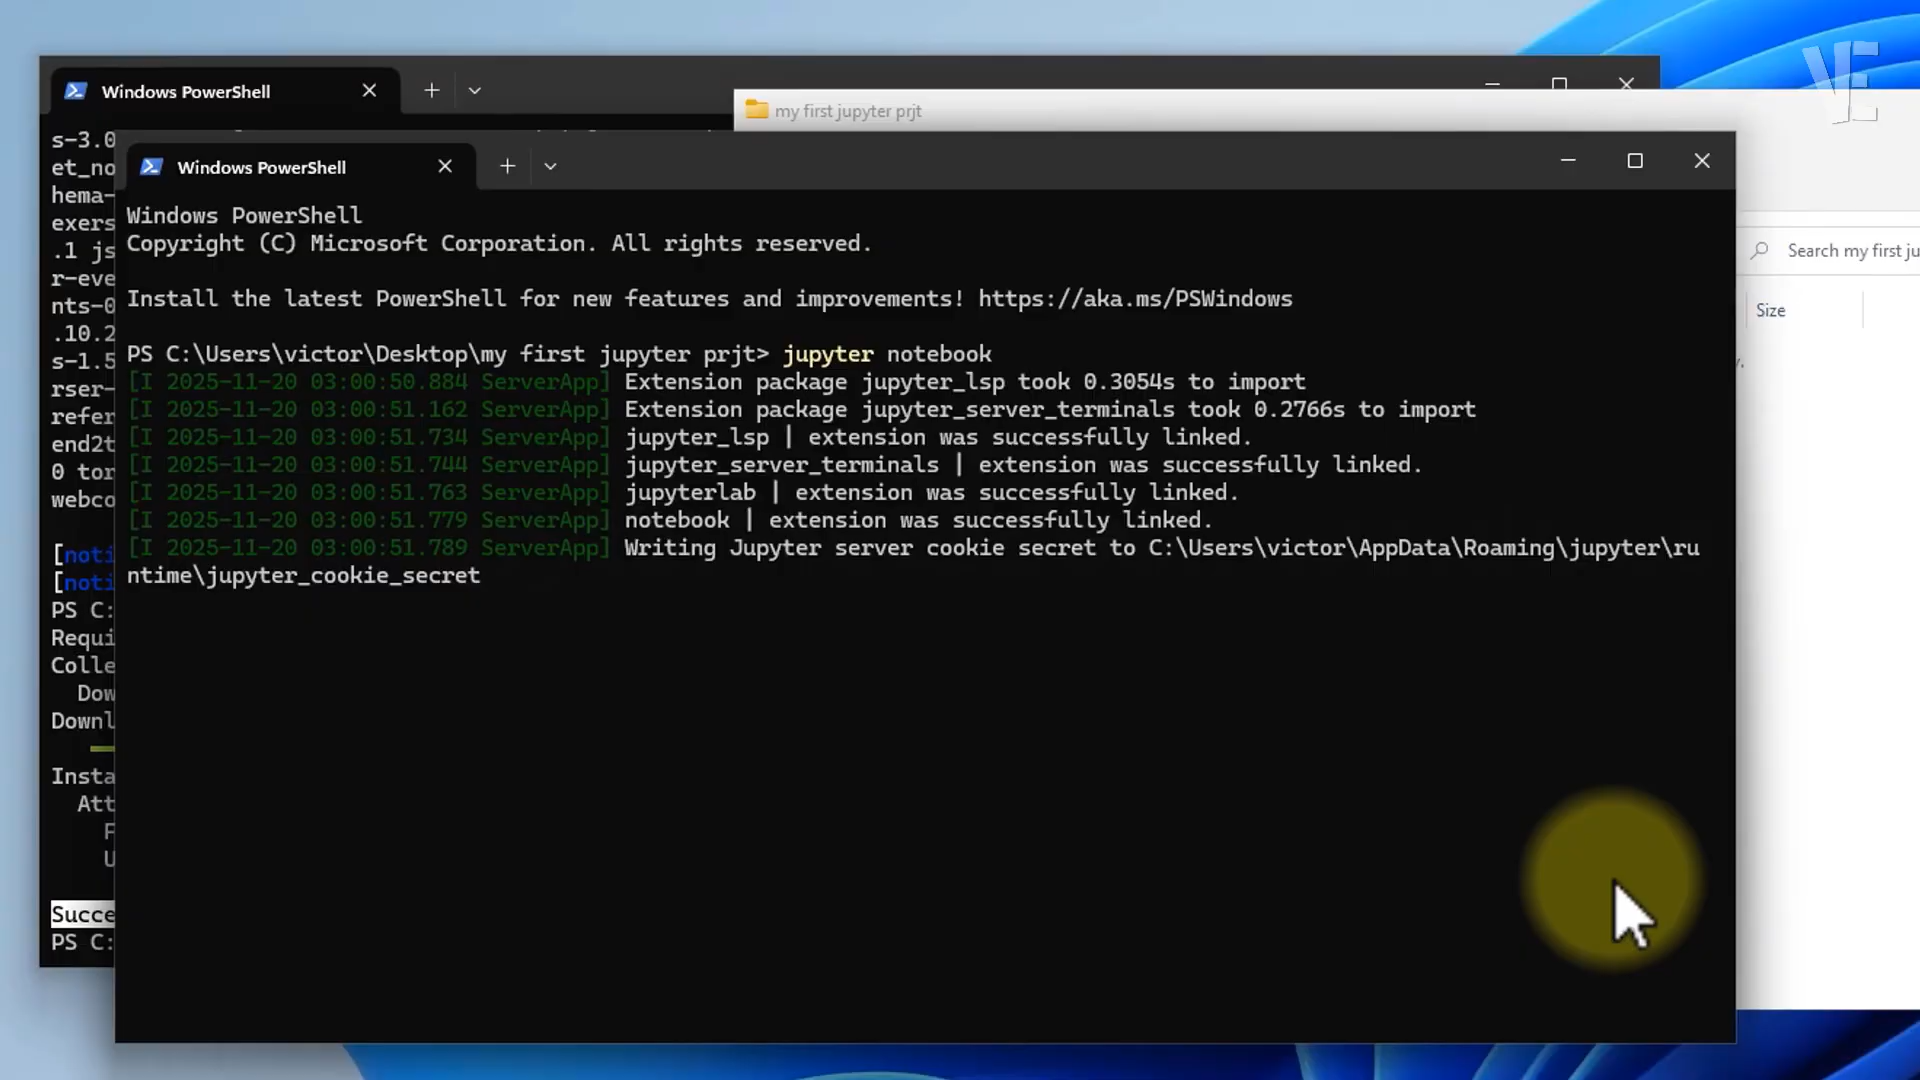 Windows PowerShell
my first jupyter prjt
Windows PowerShell
Search my first ju
Size
Windows PowerShell
Copyright (C) Microsoft Corporation. All rights reserved.
Install the latest PowerShell for new features and improvements! https://aka.ms/PSWindows
PS C:\Users\victor\Desktop\my first jupyter prjt> jupyter notebook
[I 2025-11-20 03:00:50.884 ServerApp] Extension package jupyter_lsp took 0.3054s to import
[I 2025-11-20 03:00:51.162 ServerApp] Extension package jupyter_server_terminals took 0.2766s to import
[I 2025-11-20 03:00:51.734 ServerApp] jupyter_lsp | extension was successfully linked.
[I 2025-11-20 03:00:51.744 ServerApp] jupyter_server_terminals | extension was successfully linked.
[I 2025-11-20 03:00:51.763 ServerApp] jupyterlab | extension was successfully linked.
[I 2025-11-20 03:00:51.779 ServerApp] notebook | extension was successfully linked.
[I 2025-11-20 03:00:51.789 ServerApp] Writing Jupyter server cookie secret to C:\Users\victor\AppData\Roaming\jupyter\ru
ntime\jupyter_cookie_secret
s-3.0
et_no
hema-
exers
.1 js
r-eve
nts-0
.10.2
s-1.5
rser-
refer
end2t
0 tor
webco
[noti
[noti
PS C:
Requi
Colle
Dow
Downl
Insta
Att
F
U
Succe
PS C:
VE